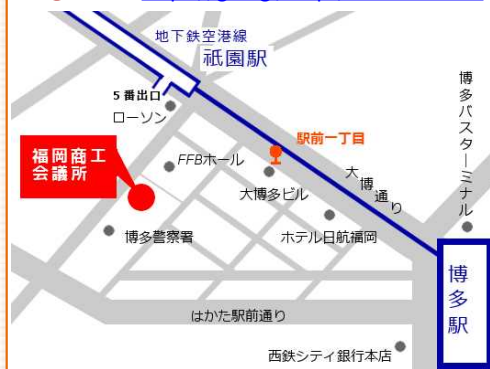 地下鉄空港線
祇園駅
5番出口
ローソン
駅前一丁目
福岡商工
会議所
FFBホール
大博多ビル
大博通り
博多バスターミナル
博多警察署
ホテル日航福岡
博多駅
はかた駅前通り
西鉄シティ銀行本店